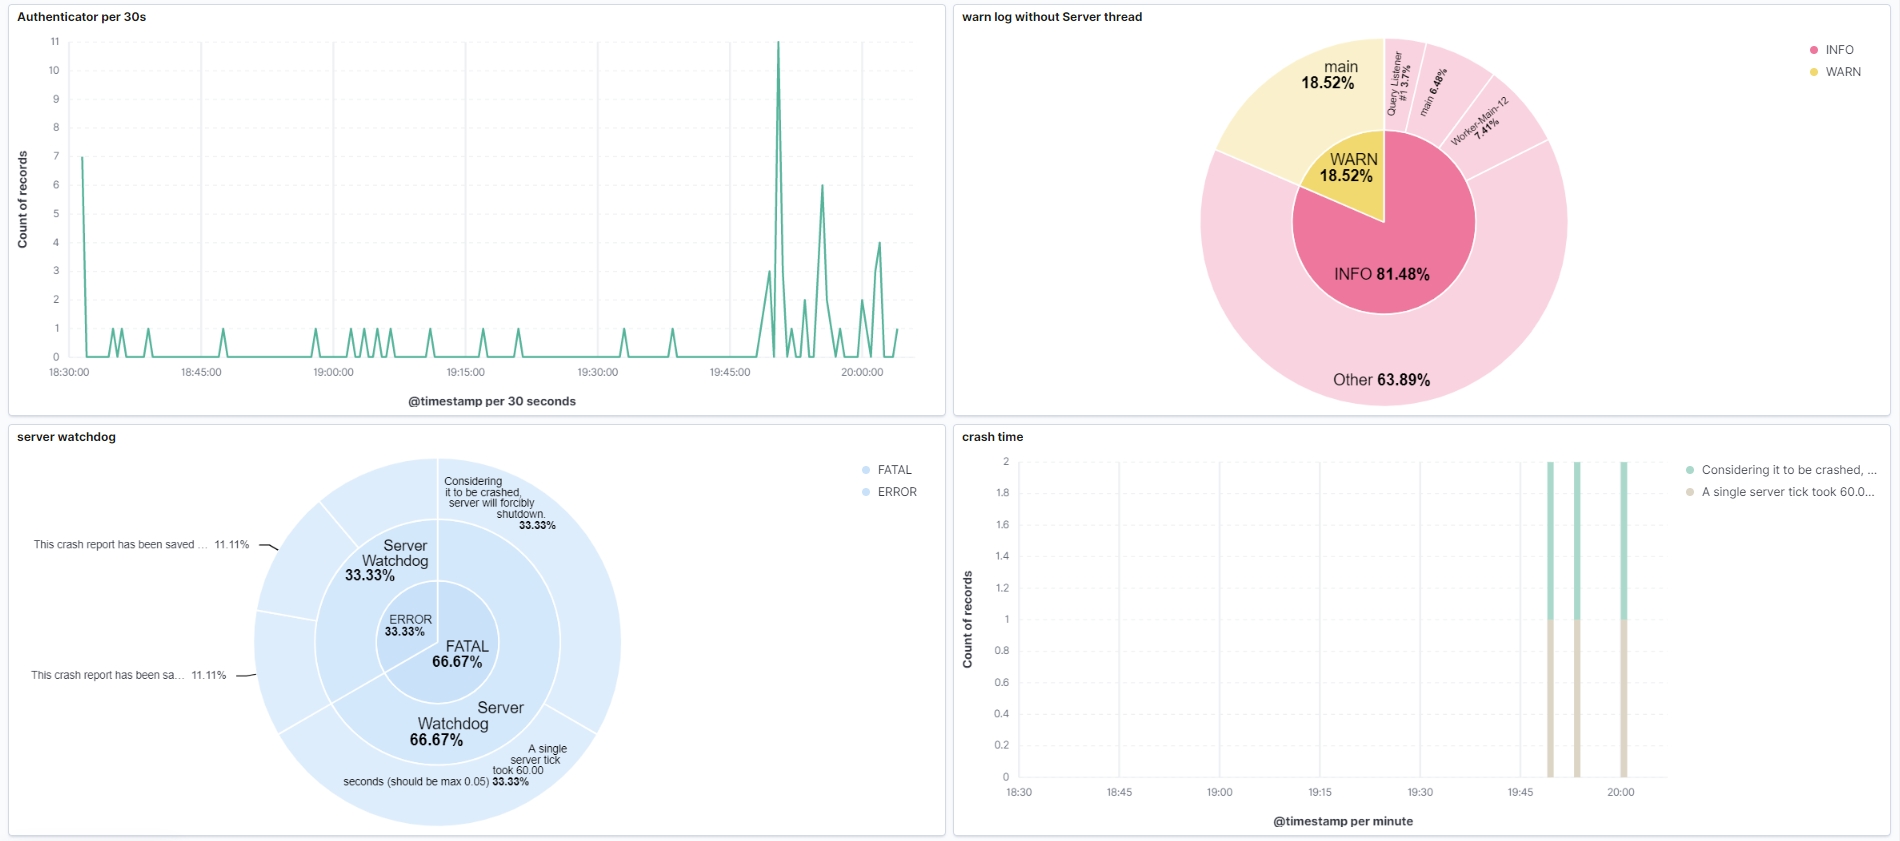 Authenticator per 30s
11
10
9
8
7
6
5
4
3
2
1
0
Count of records
18:30:00
18:45:00
19:00:00
19:15:00
19:30:00
19:45:00
20:00:00
@timestamp per 30 seconds
warn log without Server thread
INFO
WARN
main
18.52%
Query Listener
#1 3.7%
main 6.48%
Worker-Main-12
7.41%
WARN
18.52%
INFO 81.48%
Other 63.89%
server watchdog
FATAL
ERROR
Considering
it to be crashed,
server will forcibly
shutdown.
33.33%
This crash report has been saved ... 11.11%
Server
Watchdog
33.33%
ERROR
33.33%
FATAL
66.67%
This crash report has been sa... 11.11%
Server
Watchdog
66.67%
A single
server tick
took 60.00
seconds (should be max 0.05) 33.33%
crash time
2
1.8
1.6
1.4
1.2
1
0.8
0.6
0.4
0.2
0
Count of records
18:30
18:45
19:00
19:15
19:30
19:45
20:00
@timestamp per minute
Considering it to be crashed, ...
A single server tick took 60.0...